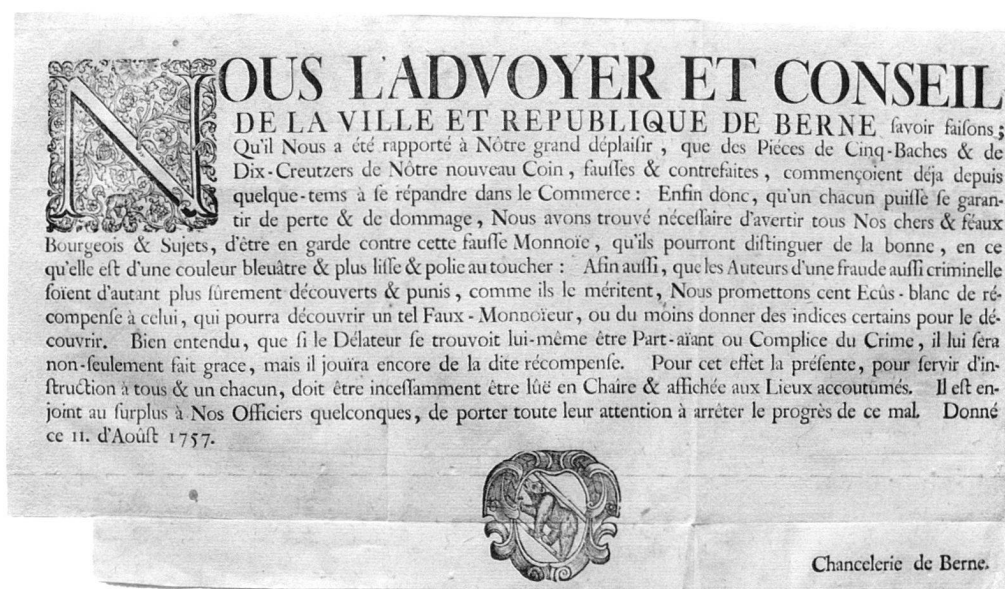 NOUS L'ADVOYER ET CONSEIL
DE LA VILLE ET REPUBLIQUE DE BERNE ſavoir faiſons;
Qu'il Nous a été rapporté à Nôtre grand déplaiſir, que des Piéces de Cinq-Baches & de
Dix-Creutzers de Nôtre nouveau Coin, fauſſes & contrefaites, commençoient déja depuis
quelque-tems à ſe répandre dans le Commerce: Enfin donc, qu'un chacun puiſſe ſe garan-
tir de perte & de dommage, Nous avons trouvé néceſſaire d'avertir tous Nos chers & féaux
Bourgeois & Sujets, d'être en garde contre cette fauſſe Monnoïe, qu'ils pourront diſtinguer de la bonne, en ce
qu'elle eſt d'une couleur bleuâtre & plus liſſe & polie au toucher: Afin auſſi, que les Auteurs d'une fraude auſſi criminelle
ſoient d'autant plus ſûrement découverts & punis, comme ils le méritent, Nous promettons cent Ecûs-blanc de ré-
compenſe à celui, qui pourra découvrir un tel Faux-Monnoïeur, ou du moins donner des indices certains pour le dé-
couvrir. Bien entendu, que ſi le Délateur ſe trouvoit lui-même être Part-aïant ou Complice du Crime, il lui ſéra
non-ſeulement fait grace, mais il jouïra encore de la dite récompenſe. Pour cet effèt la préſente, pour ſervir d'in-
ſtruction à tous & un chacun, doit être inceſſamment être lûë en Chaire & affichée aux Lieux accoutumés. Il eſt en-
joint au ſurplus à Nos Officiers quelconques, de porter toute leur attention à arrêter le progrès de ce mal. Donné
ce 11. d'Aoûſt 1757.
Chancelerie de Berne.